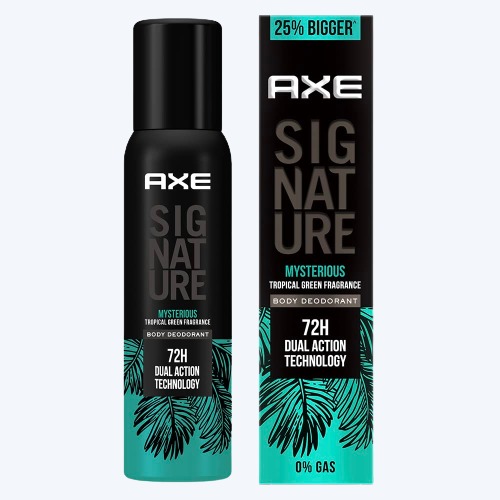 AXE
SIG
NAT
URE
MYSTERIOUS
TROPICAL GREEN FRAGRANCE
BODY DEODORANT
72H
DUAL ACTION
TECHNOLOGY
25% BIGGER^
AXE
SIG
NAT
URE
MYSTERIOUS
TROPICAL GREEN FRAGRANCE
BODY DEODORANT
72H
DUAL ACTION
TECHNOLOGY
0% GAS